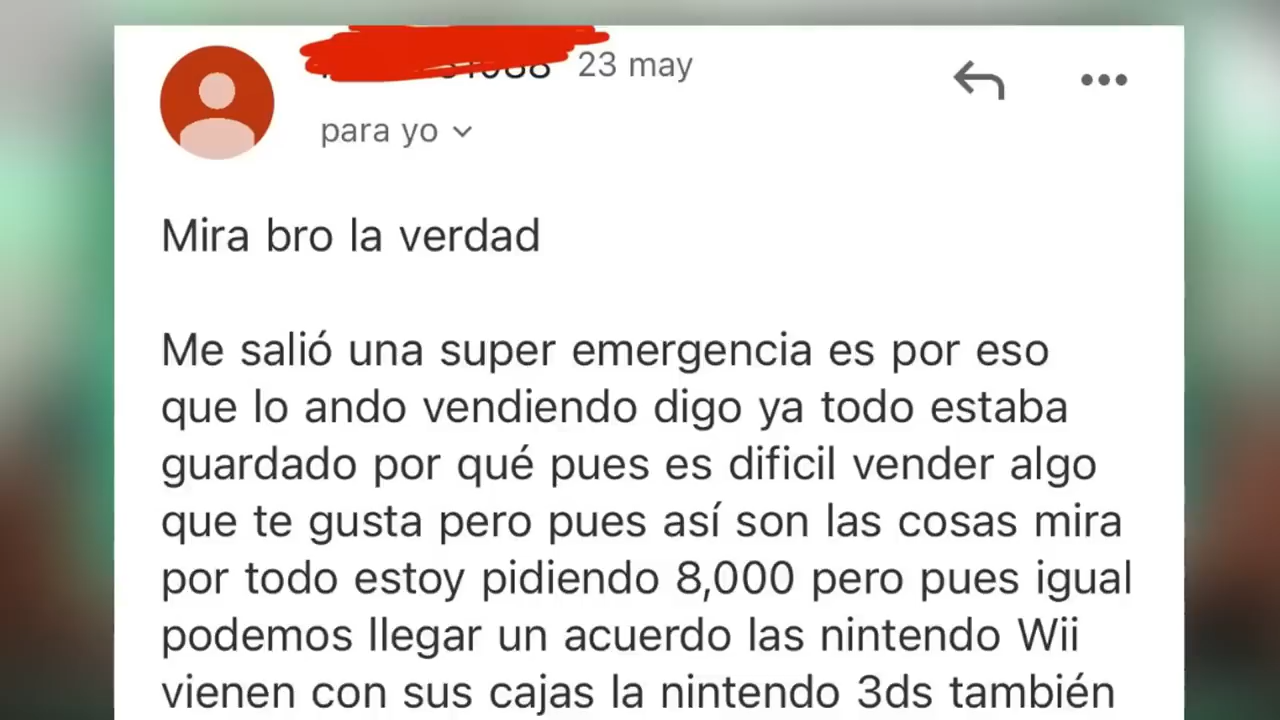 23 may
para yo
Mira bro la verdad
Me salió una super emergencia es por eso
que lo ando vendiendo digo ya todo estaba
guardado por qué pues es dificil vender algo
que te gusta pero pues así son las cosas mira
por todo estoy pidiendo 8,000 pero pues igual
podemos llegar un acuerdo las nintendo Wii
vienen con sus cajas la nintendo 3ds también